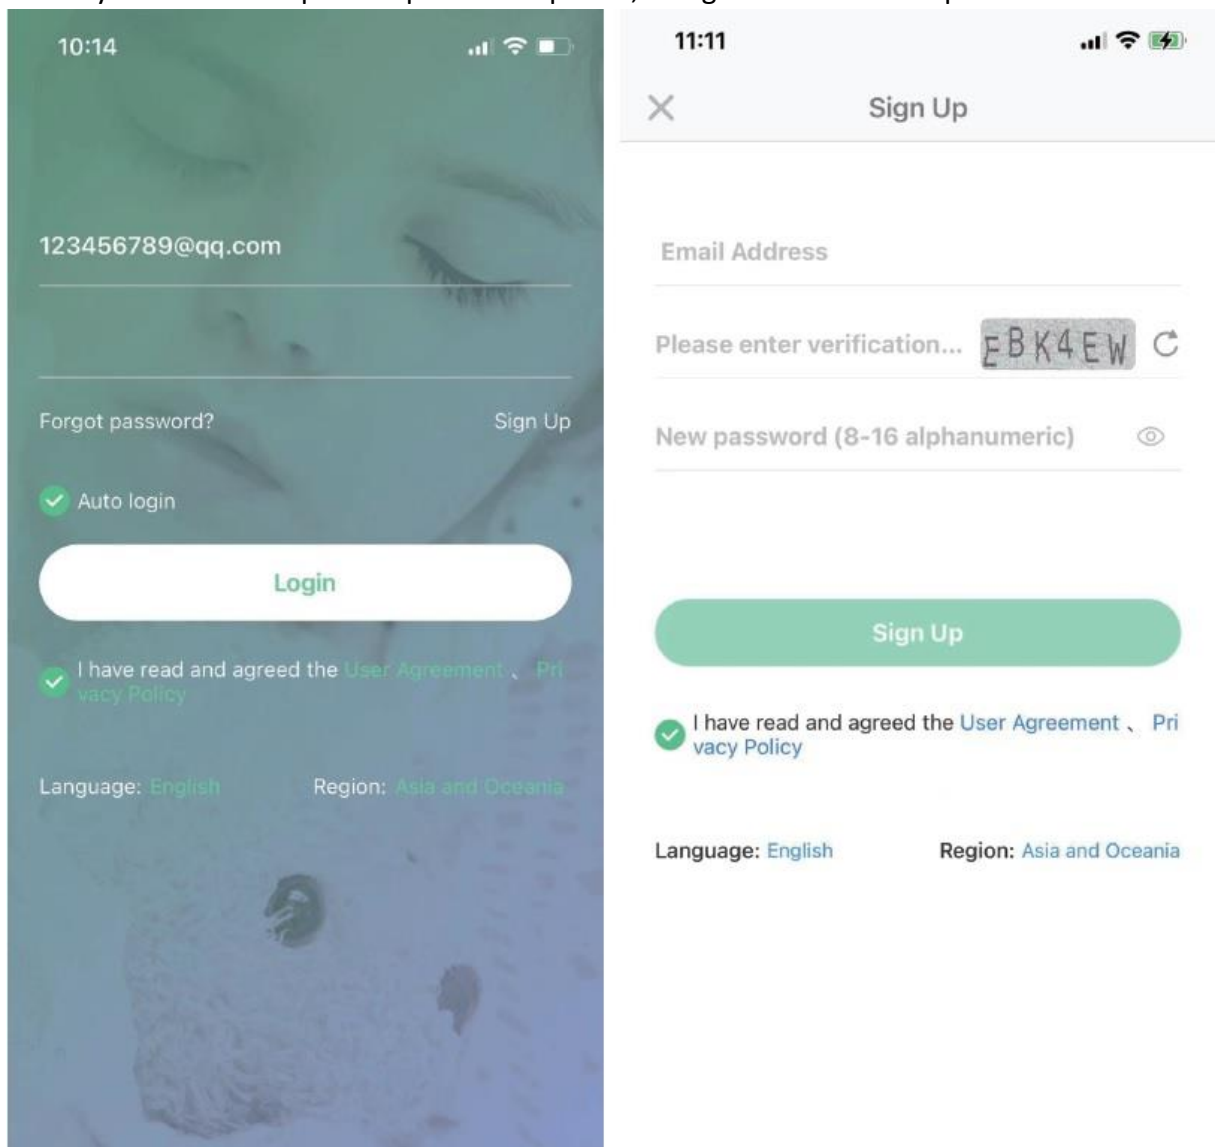 10:14
123456789@qq.com
Forgot password?
Sign Up
Auto login
Login
I have read and agreed the User Agreement 、 Pri
vacy Policy
Language: English
Region: Asia and Oceania
11:11
Sign Up
Email Address
Please enter verification...
EBK4EW
New password (8-16 alphanumeric)
Sign Up
I have read and agreed the User Agreement 、 Pri
vacy Policy
Language: English
Region: Asia and Oceania